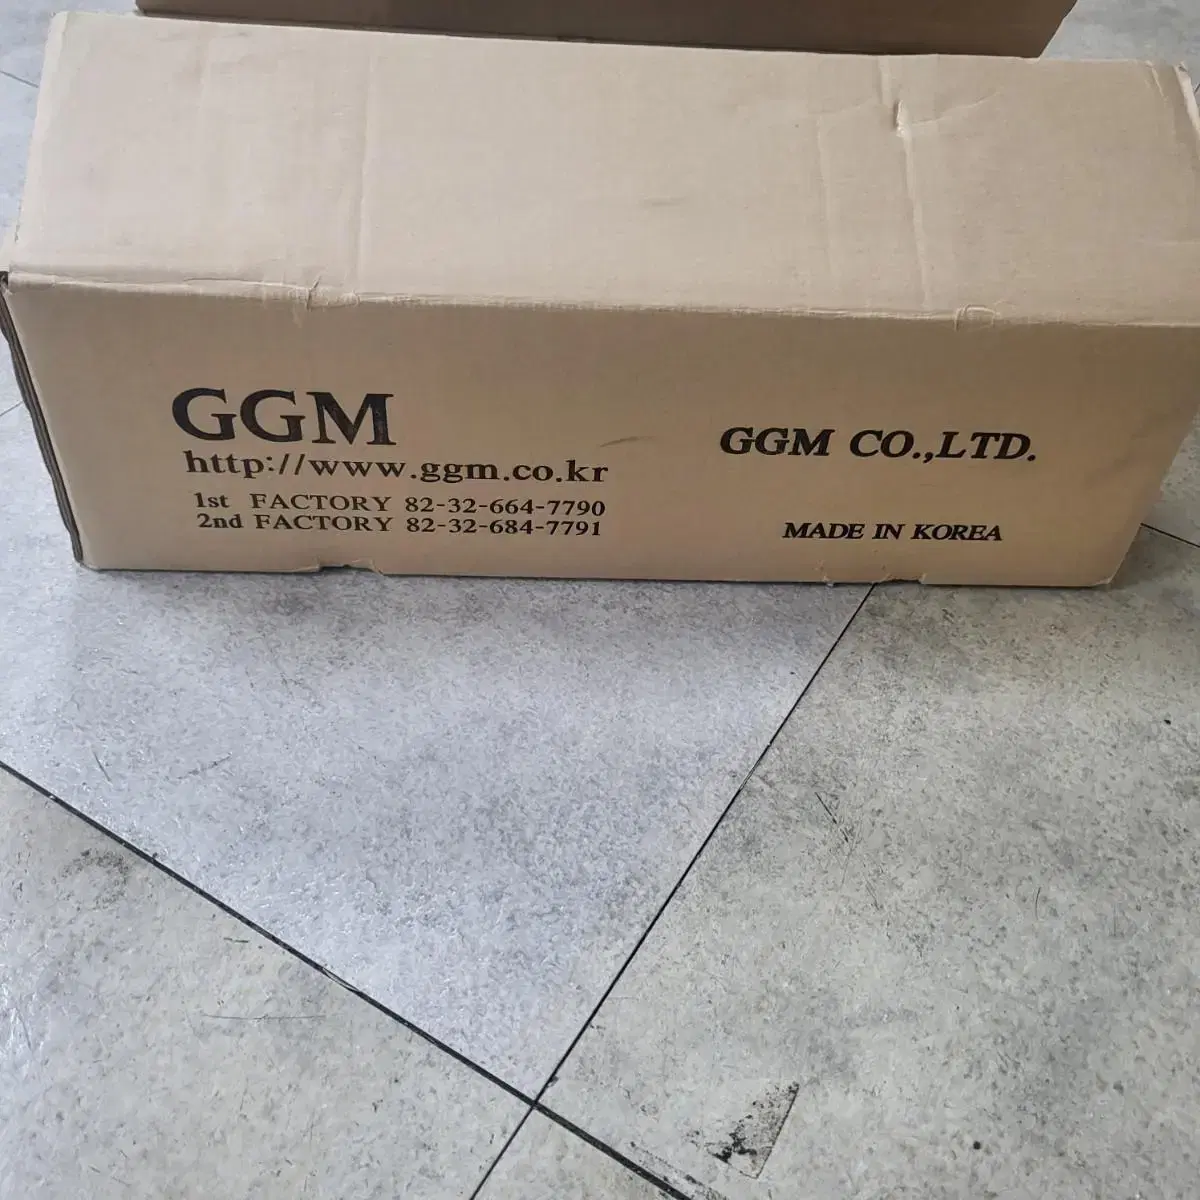 GGM
http://www.ggm.co.kr
1st FACTORY 82-32-664-7790
2nd FACTORY 82-32-684-7791
GGM CO.,LTD.
MADE IN KOREA